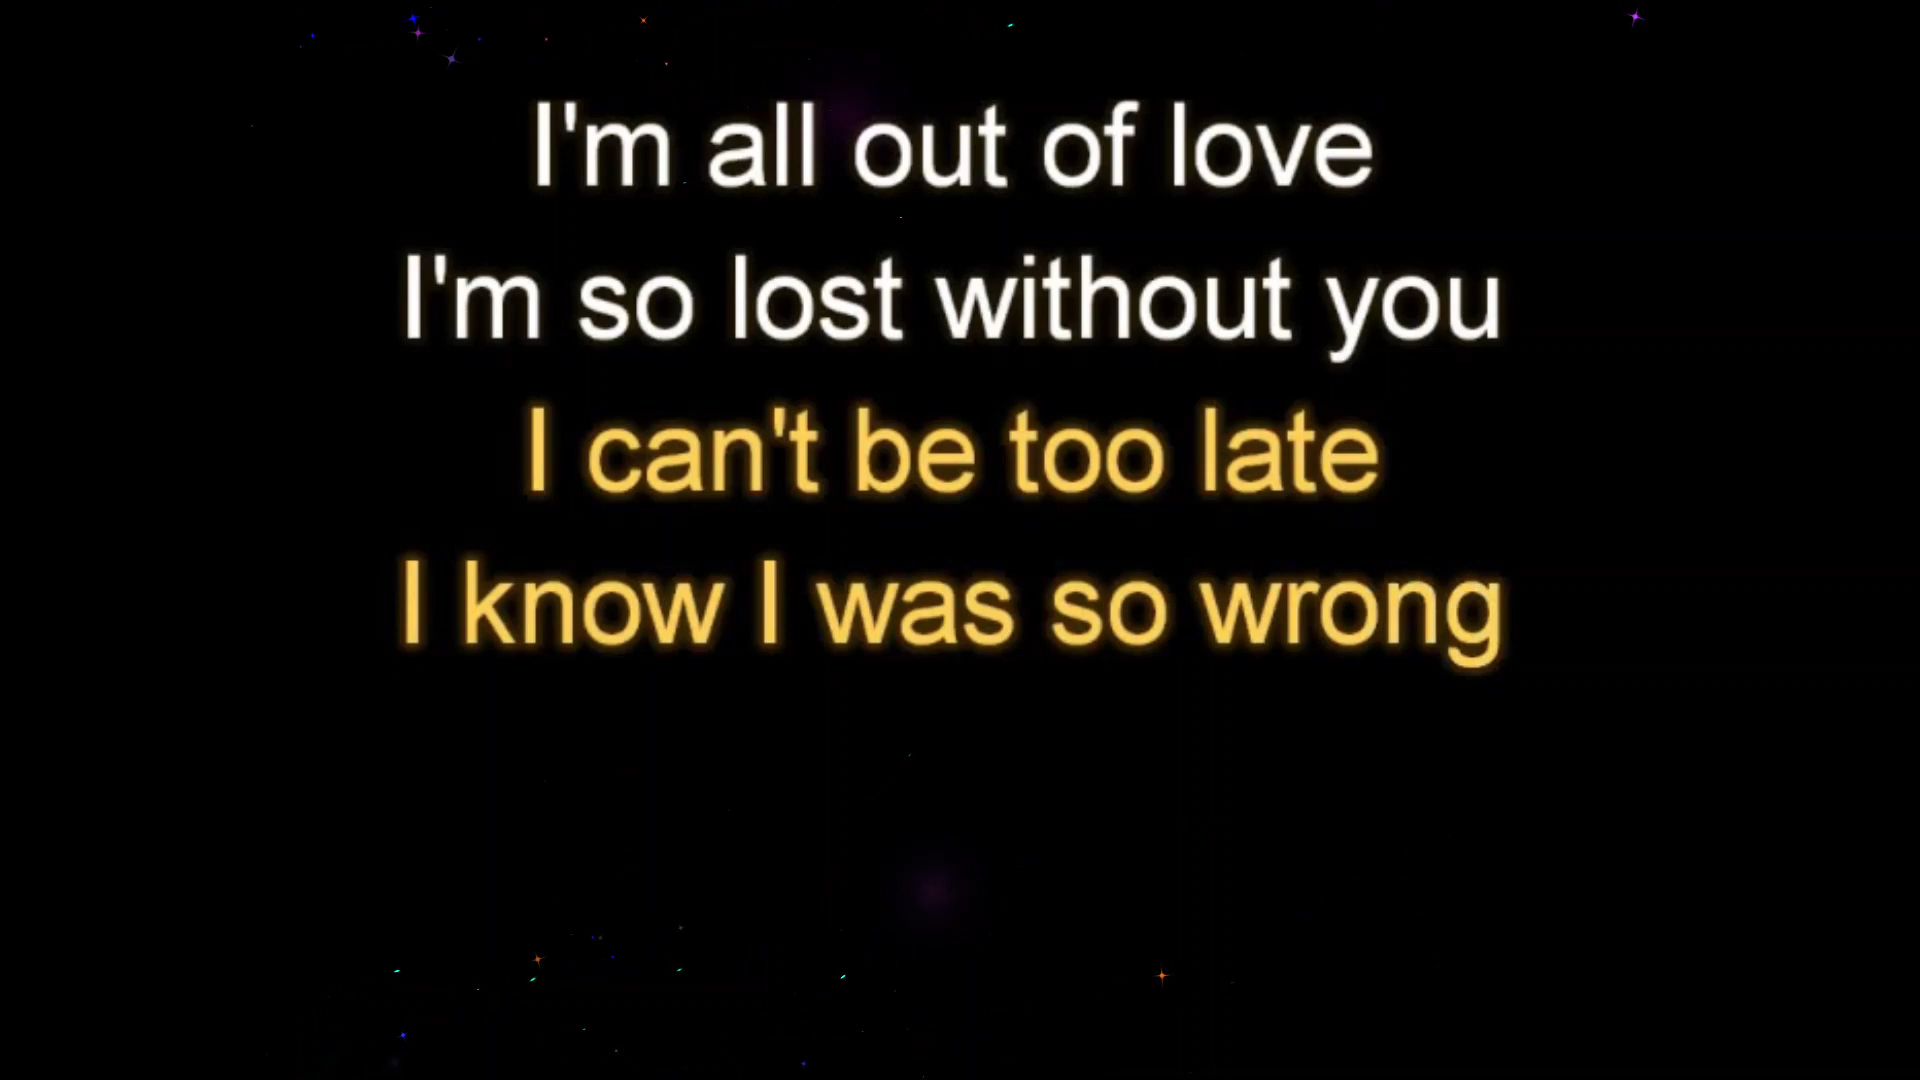 I'm all out of love
I'm so lost without you
I can't be too late
I know I was so wrong